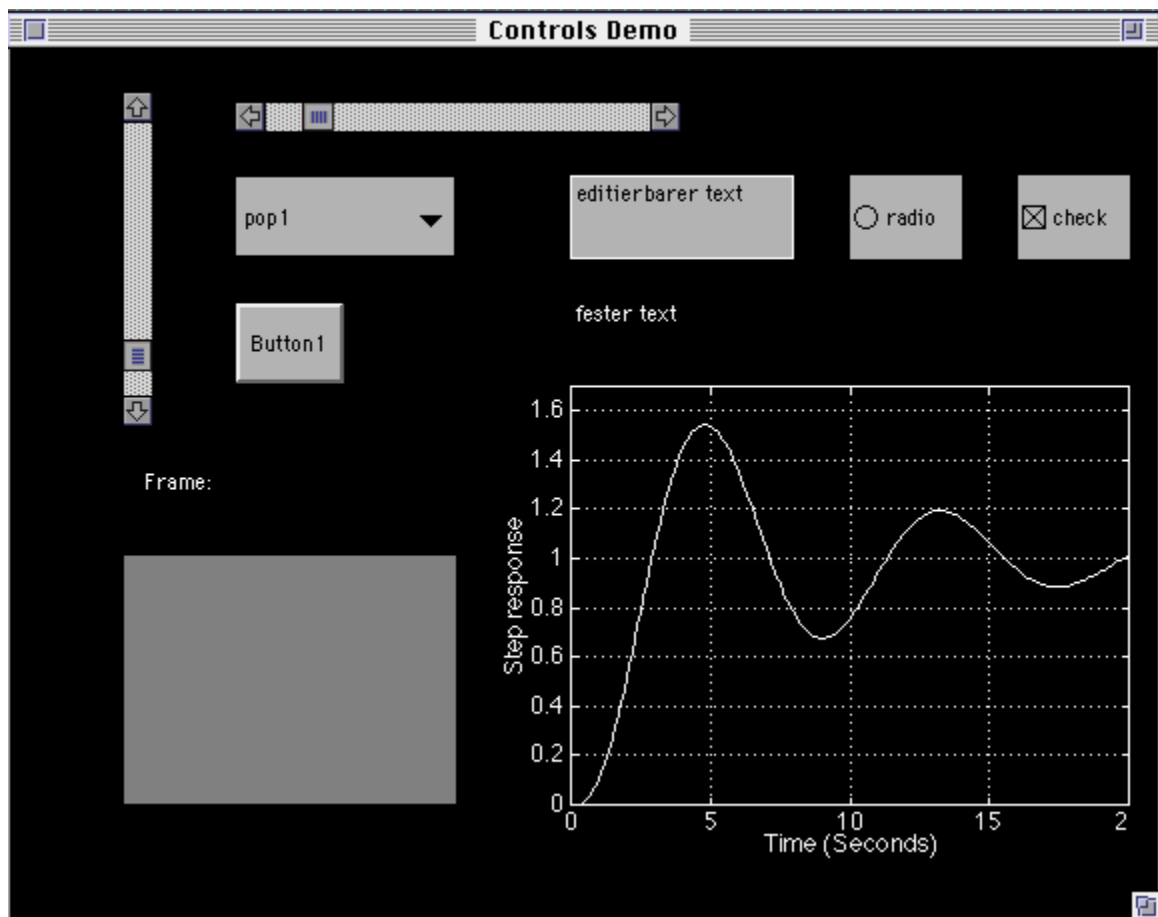 Controls Demo
pop1
editierbarer text
radio
check
Button1
fester text
Frame:
1.6
1.4
1.2
1
0.8
0.6
0.4
0.2
0
Step response
0 5 10 15 2
Time (Seconds)